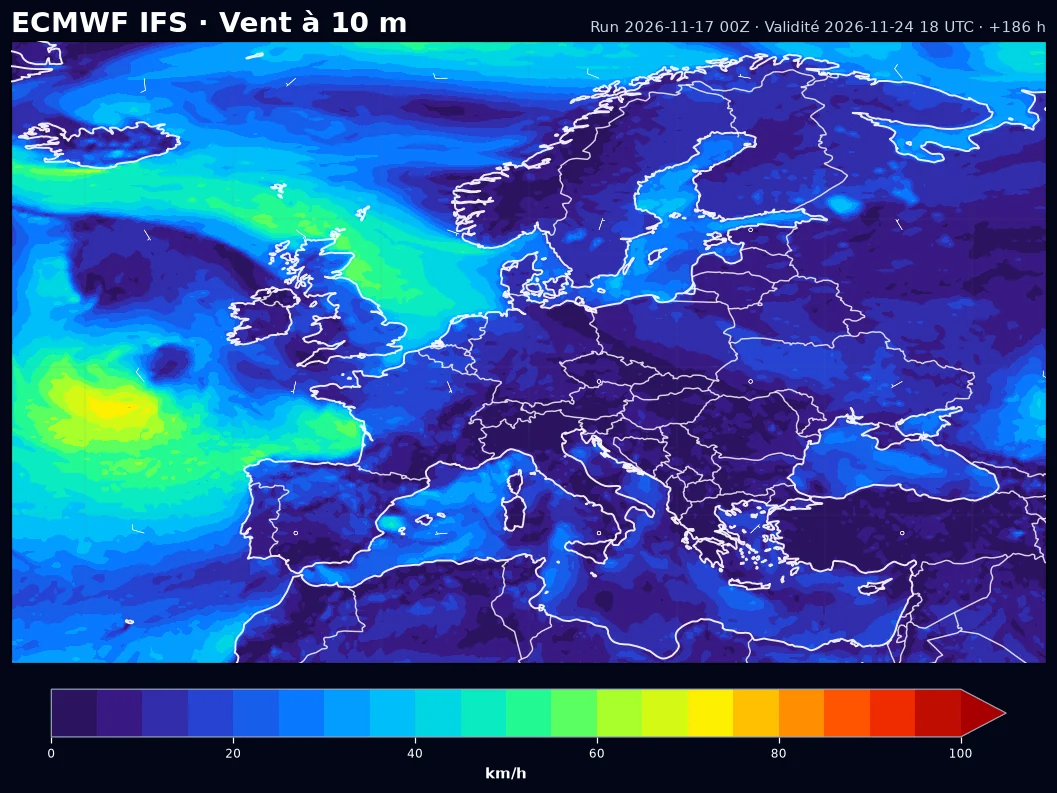 ECMWF IFS · Vent à 10 m
Run 2026-11-17 00Z · Validité 2026-11-24 18 UTC · +186 h
0 20 40 60 80 100
km/h